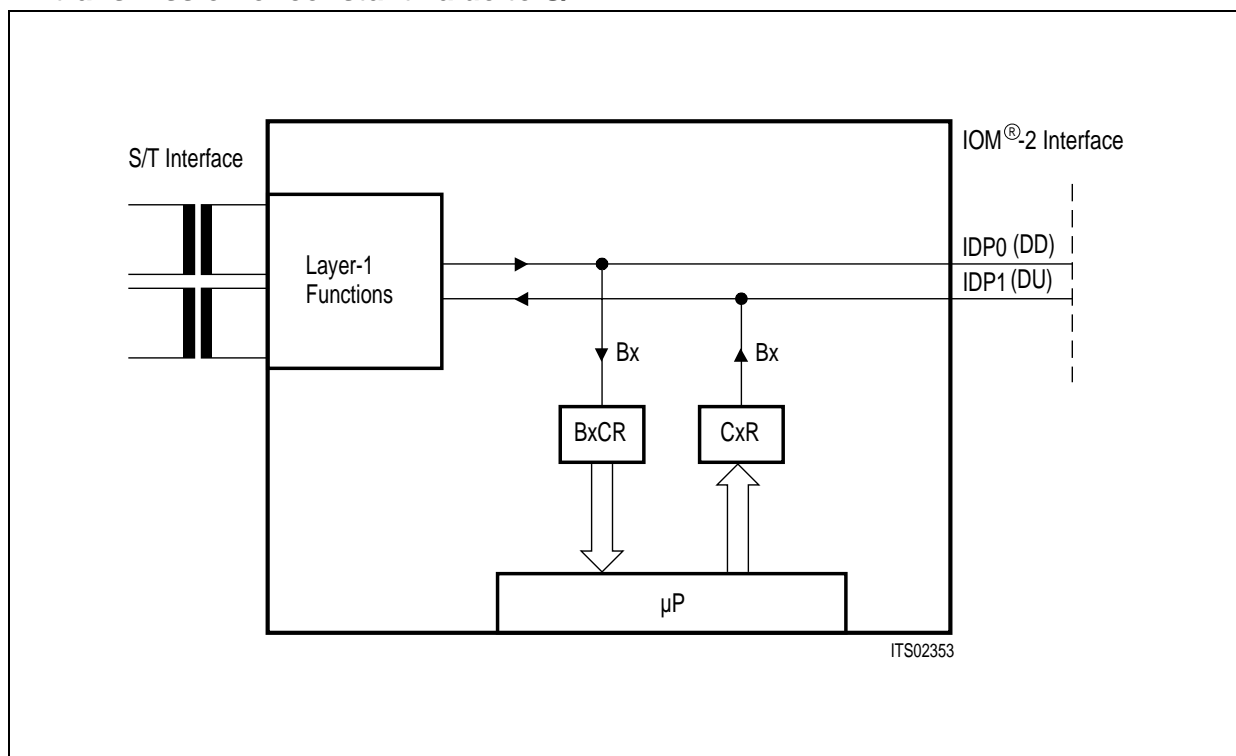 S/T Interface
IOM®-2 Interface
Layer-1
Functions
IDP0 (DD)
IDP1 (DU)
Bx
Bx
BxCR
CxR
µP
ITS02353